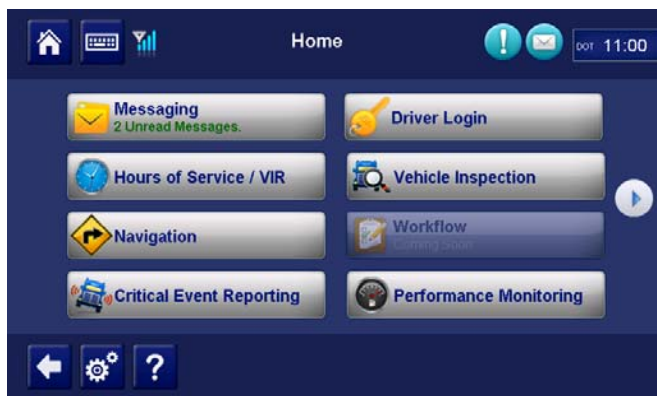 Home
DOT 11:00
Messaging
2 Unread Messages.
Driver Login
Hours of Service / VIR
Vehicle Inspection
Navigation
Workflow
Coming Soon
Critical Event Reporting
Performance Monitoring
?